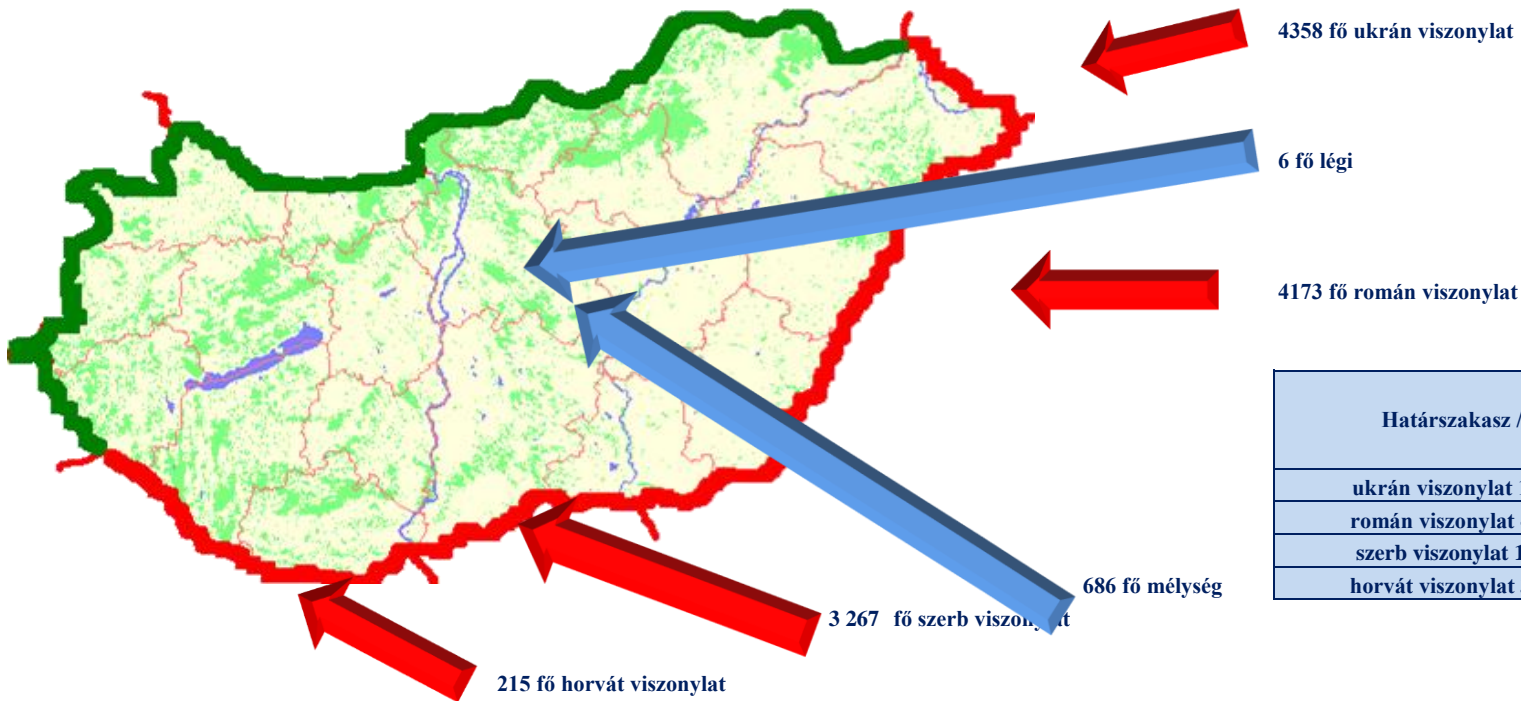 4358 fő ukrán viszonylat
6 fő légi
4173 fő román viszonylat
Határszakasz /
ukrán viszonylat
román viszonylat
szerb viszonylat 1
horvát viszonylat
686 fő mélység
3 267 fő szerb viszonylat
215 fő horvát viszonylat